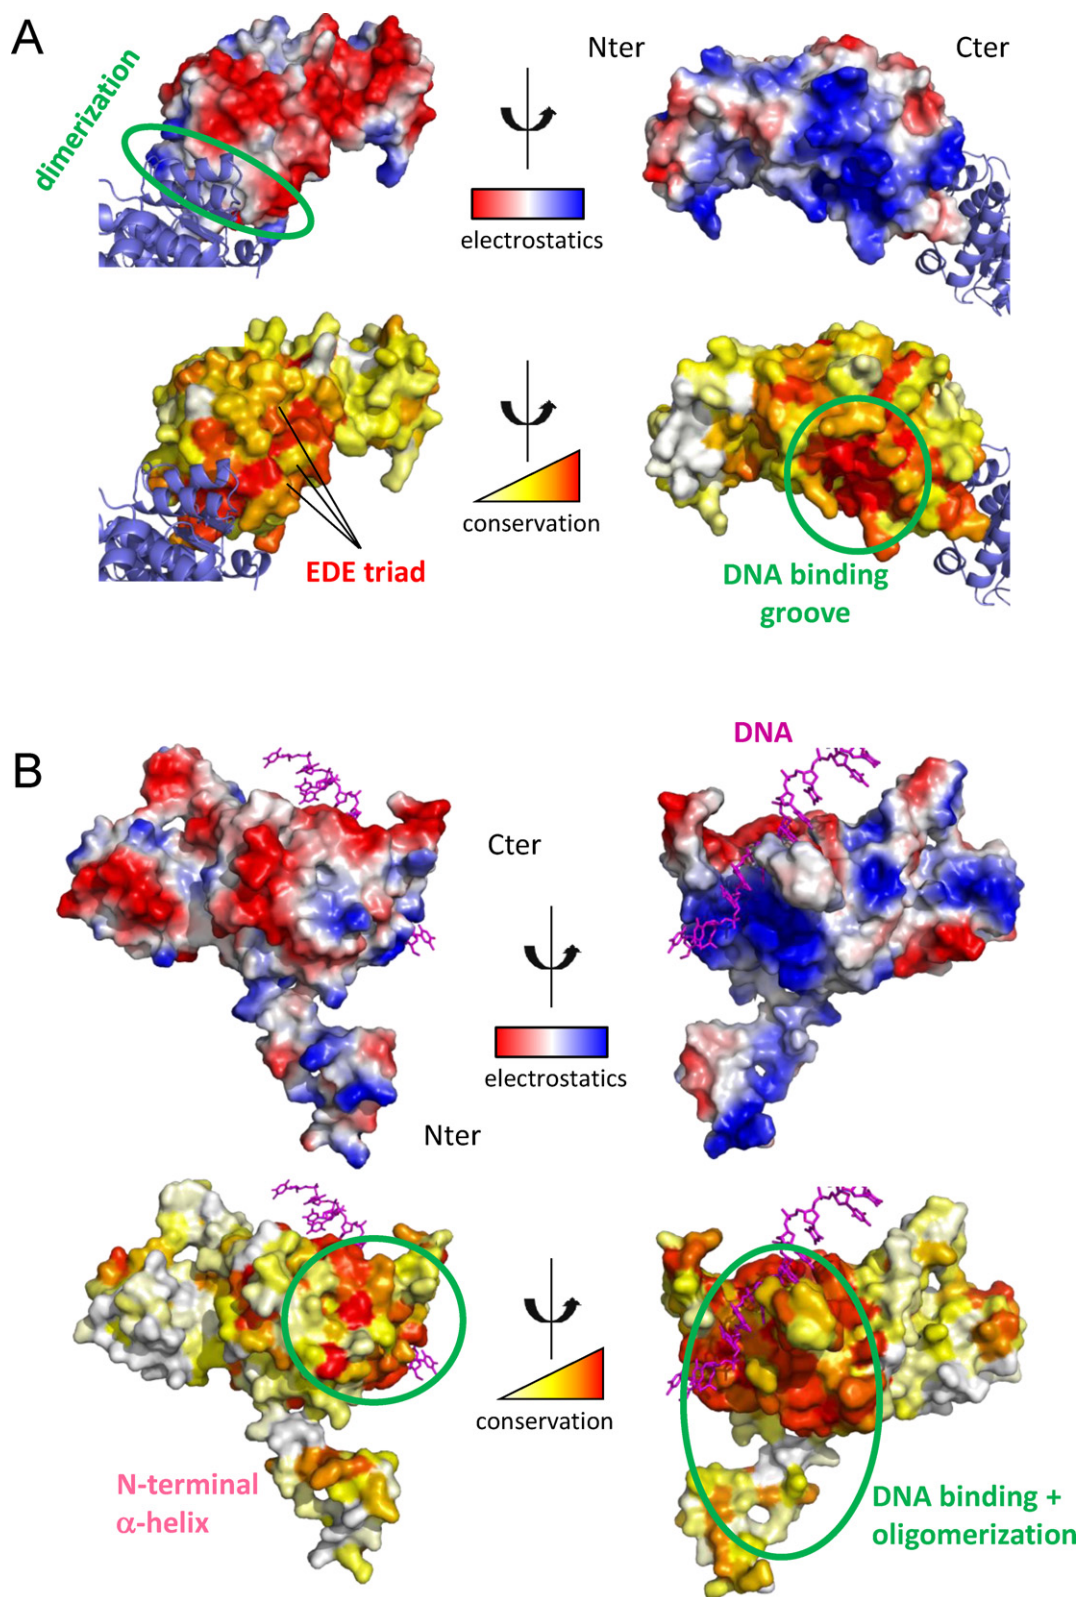 A
dimerization
Nter
Cter
electrostatics
EDE triad
conservation
DNA binding
groove
B
DNA
Cter
electrostatics
Nter
N-terminal
α-helix
conservation
DNA binding +
oligomerization